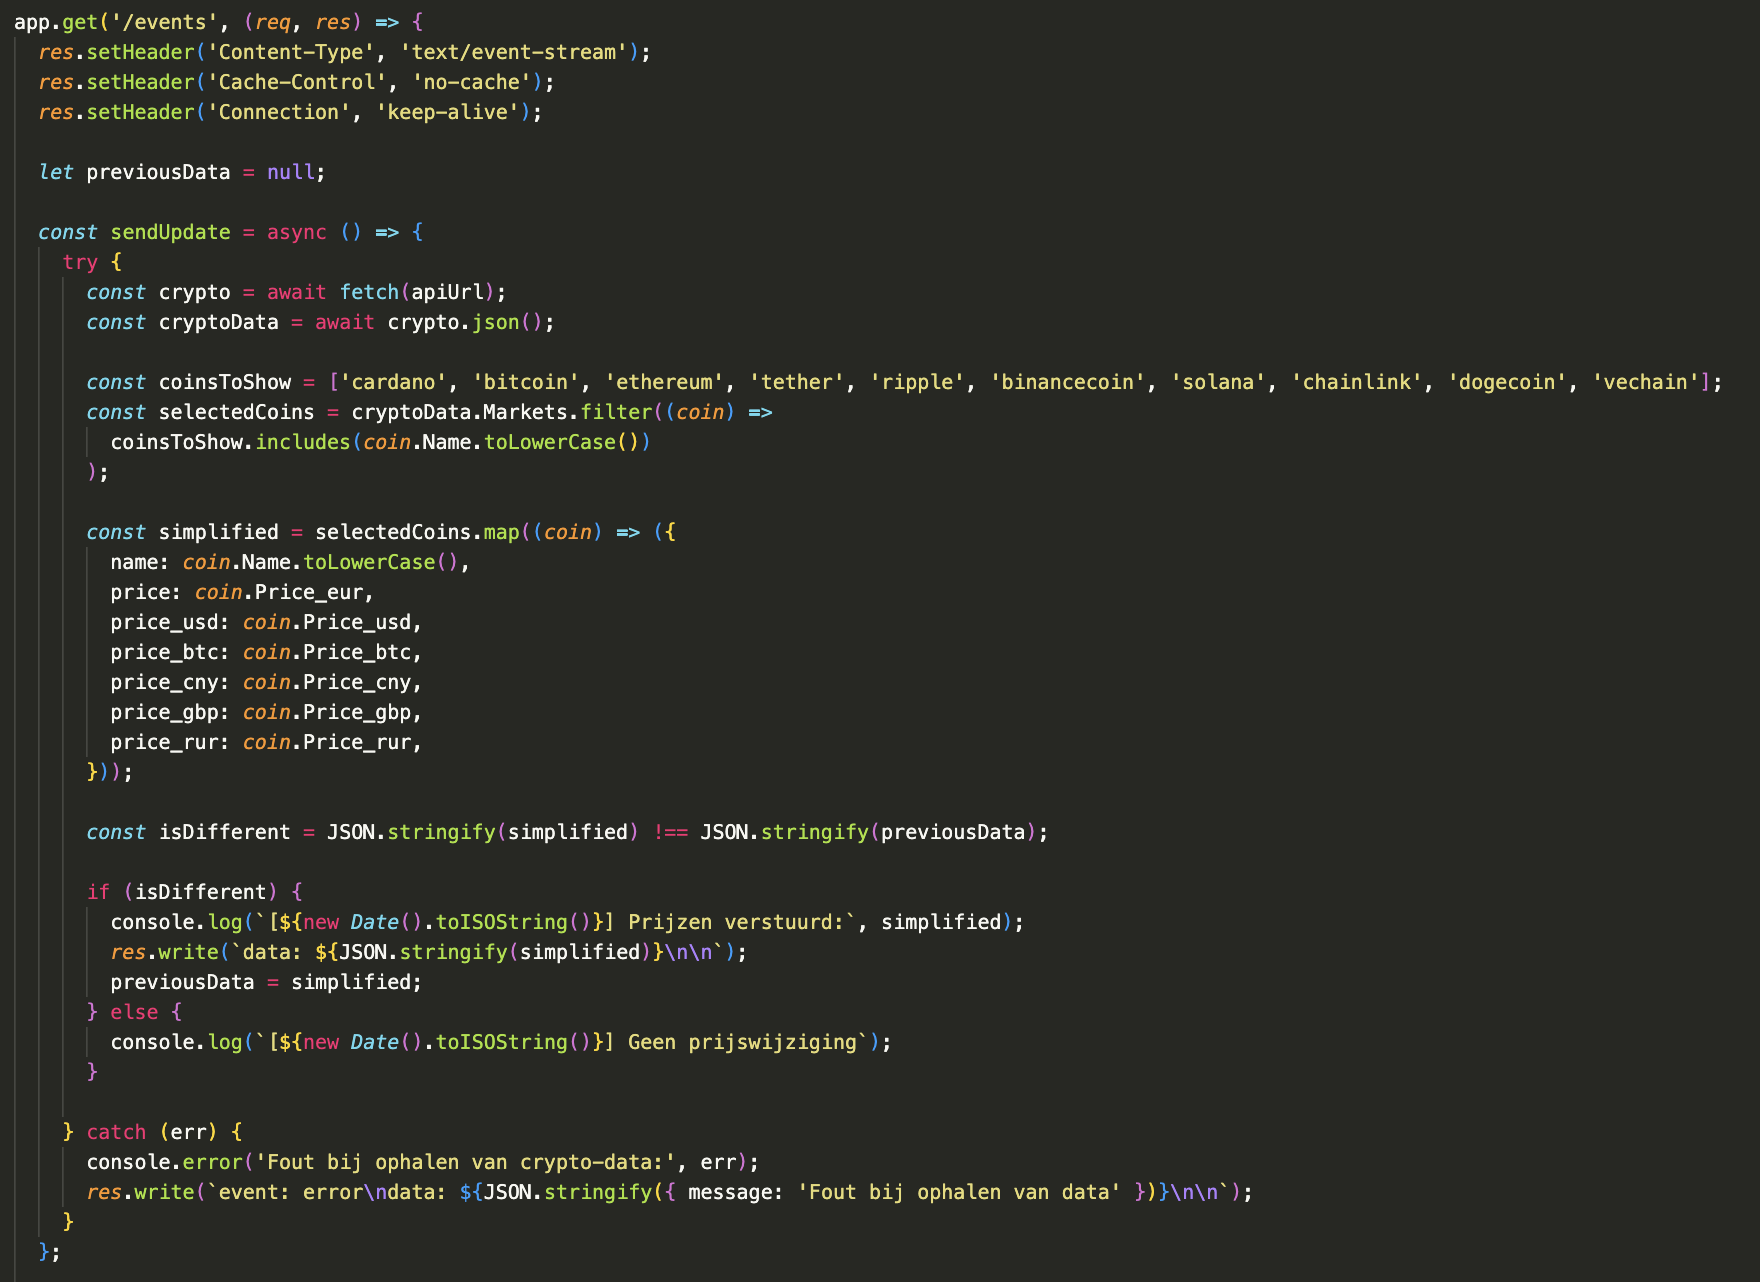 app.get('/events', (req, res) => {
res.setHeader('Content-Type', 'text/event-stream');
res.setHeader('Cache-Control', 'no-cache');
res.setHeader('Connection', 'keep-alive');
let previousData = null;
const sendUpdate = async () => {
try {
const crypto = await fetch(apiUrl);
const cryptoData = await crypto.json();
const coinsToShow = ['cardano', 'bitcoin', 'ethereum', 'tether', 'ripple', 'binancecoin', 'solana', 'chainlink', 'dogecoin', 'vechain'];
const selectedCoins = cryptoData.Markets.filter((coin) =>
coinsToShow.includes(coin.Name.toLowerCase())
);
const simplified = selectedCoins.map((coin) => ({
name: coin.Name.toLowerCase(),
price: coin.Price_eur,
price_usd: coin.Price_usd,
price_btc: coin.Price_btc,
price_cny: coin.Price_cny,
price_gbp: coin.Price_gbp,
price_rur: coin.Price_rur,
}));
const isDifferent = JSON.stringify(simplified) !== JSON.stringify(previousData);
if (isDifferent) {
console.log(`[${new Date().toISOString()}] Prijzen verstuurd:`, simplified);
res.write(`data: ${JSON.stringify(simplified)}\n\n`);
previousData = simplified;
} else {
console.log(`[${new Date().toISOString()}] Geen prijswijziging`);
}
} catch (err) {
console.error('Fout bij ophalen van crypto-data:', err);
res.write(`event: error\ndata: ${JSON.stringify({ message: 'Fout bij ophalen van data' })}\n\n`);
}
};